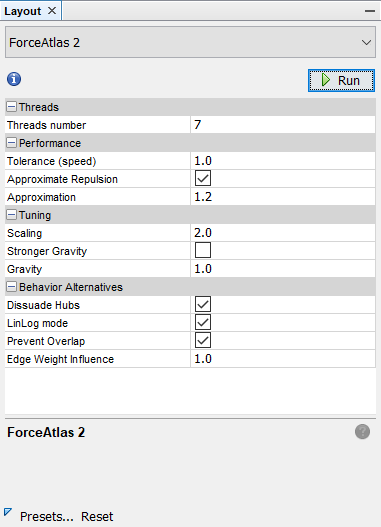 Layout
ForceAtlas 2
Run
Threads
Threads number 7
Performance
Tolerance (speed) 1.0
Approximate Repulsion
Approximation 1.2
Tuning
Scaling 2.0
Stronger Gravity
Gravity 1.0
Behavior Alternatives
Dissuade Hubs
LinLog mode
Prevent Overlap
Edge Weight Influence 1.0
ForceAtlas 2
Presets... Reset